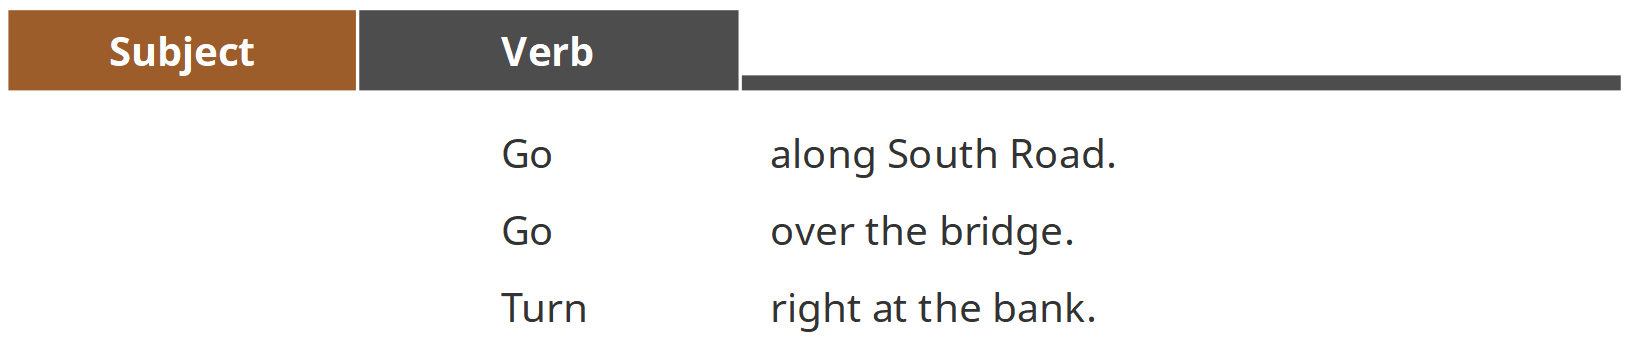 Subject Verb
Go along South Road.
Go over the bridge.
Turn right at the bank.